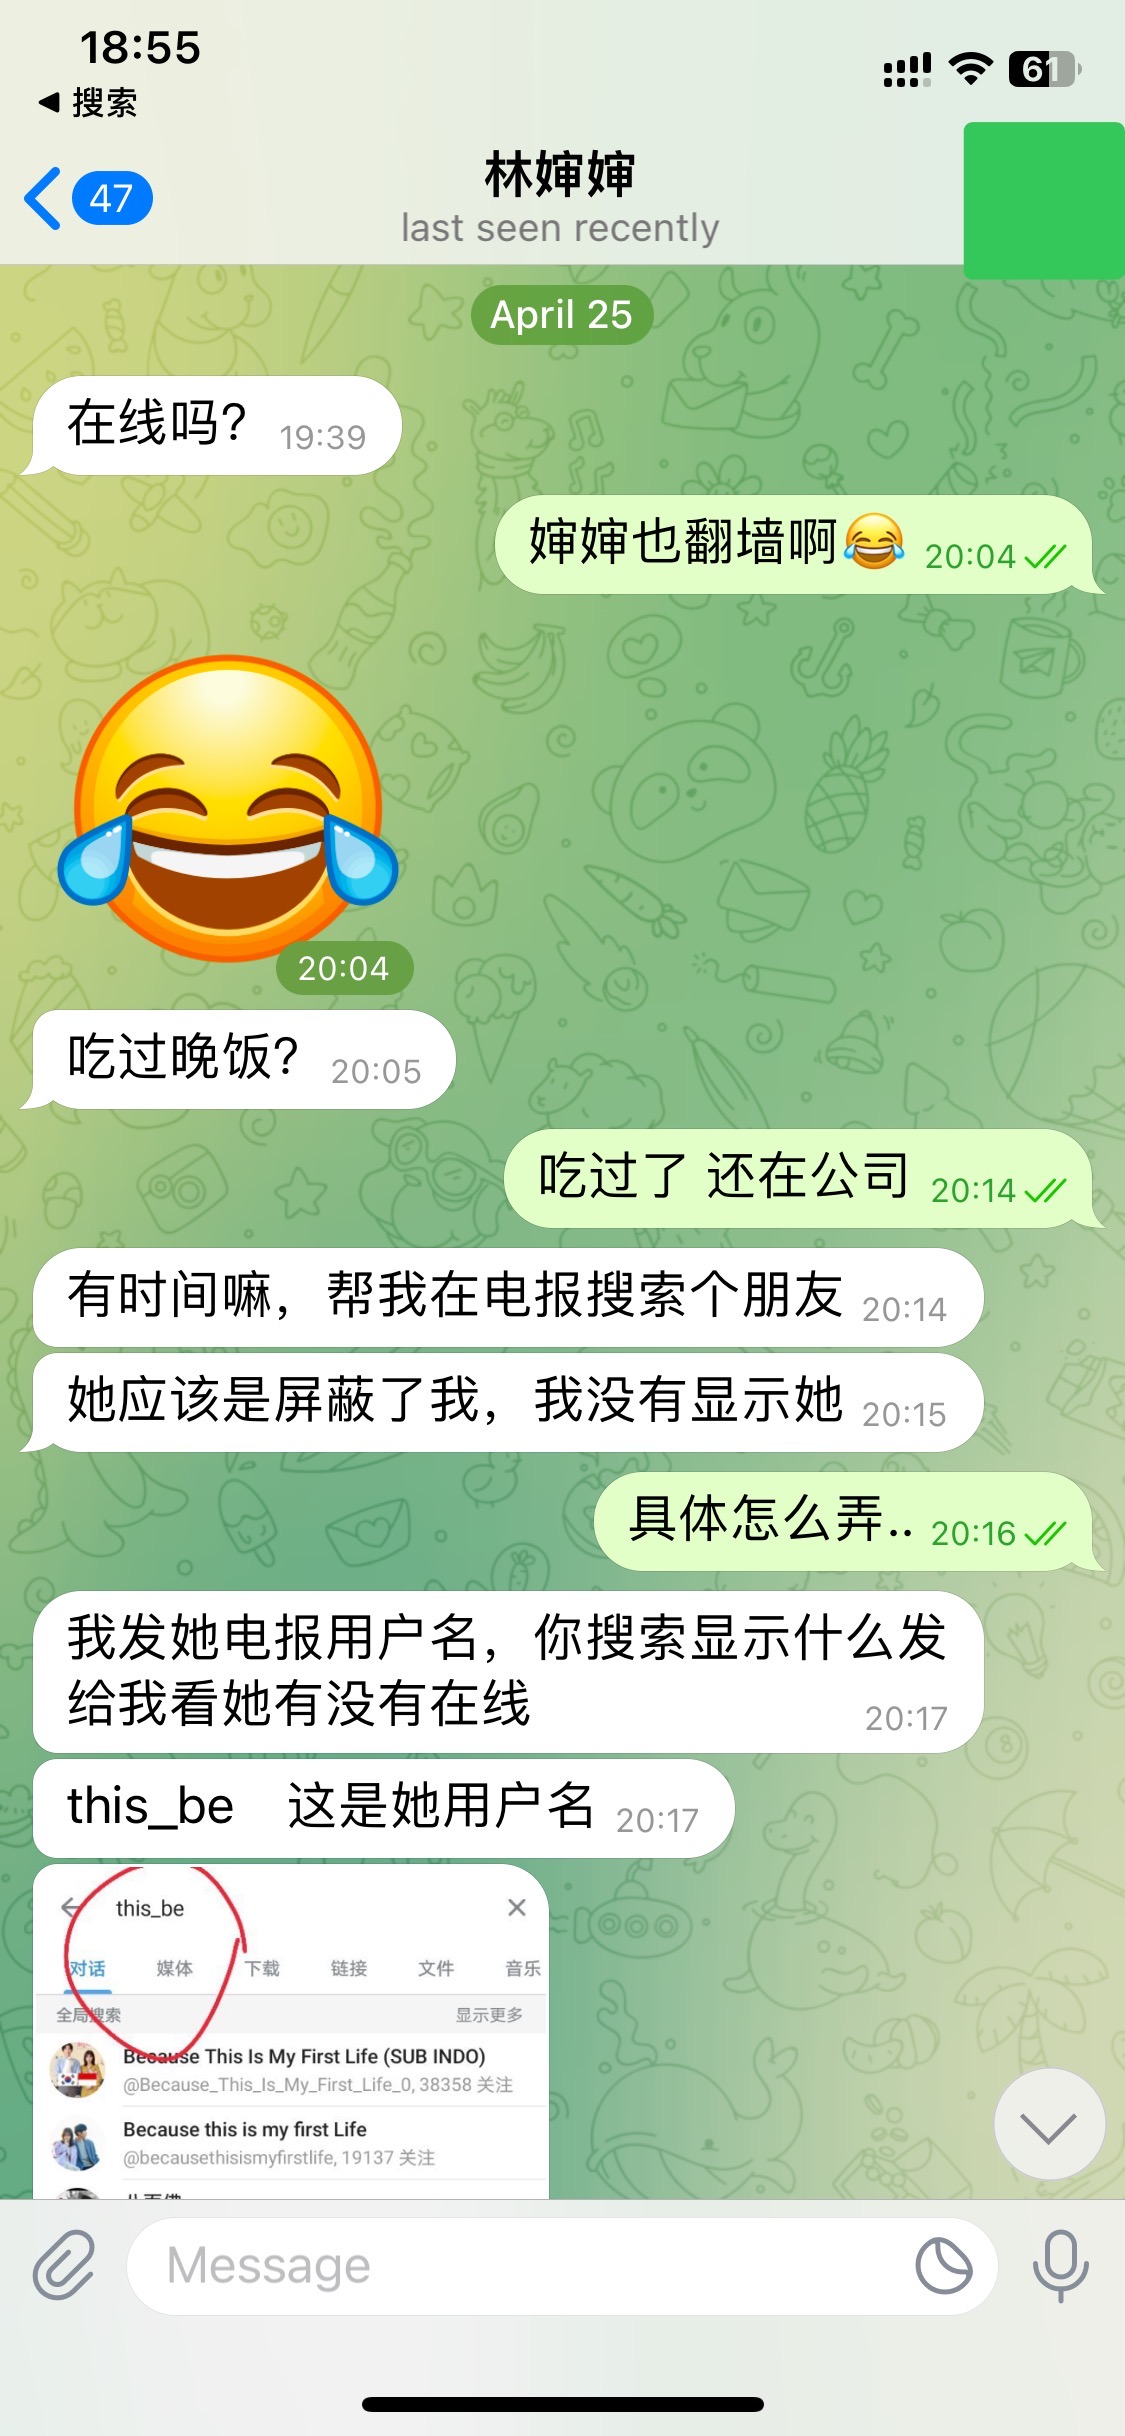 18:55
搜索
61
47
林婶婶
last seen recently
April 25
在线吗? 19:39
婶婶也翻墙啊😂 20:04
20:04
吃过晚饭? 20:05
吃过了 还在公司 20:14
有时间嘛，帮我在电报搜索个朋友 20:14
她应该是屏蔽了我，我没有显示她 20:15
具体怎么弄.. 20:16
我发她电报用户名，你搜索显示什么发
给我看她有没有在线 20:17
this_be 这是她用户名 20:17
this_be
对话 媒体 下载 链接 文件 音乐
全局搜索 显示更多
Because This Is My First Life (SUB INDO)
@Because_This_Is_My_First_Life_0, 38358 关注
Because this is my first Life
@becausethisismyfirstlife, 19137 关注
Message